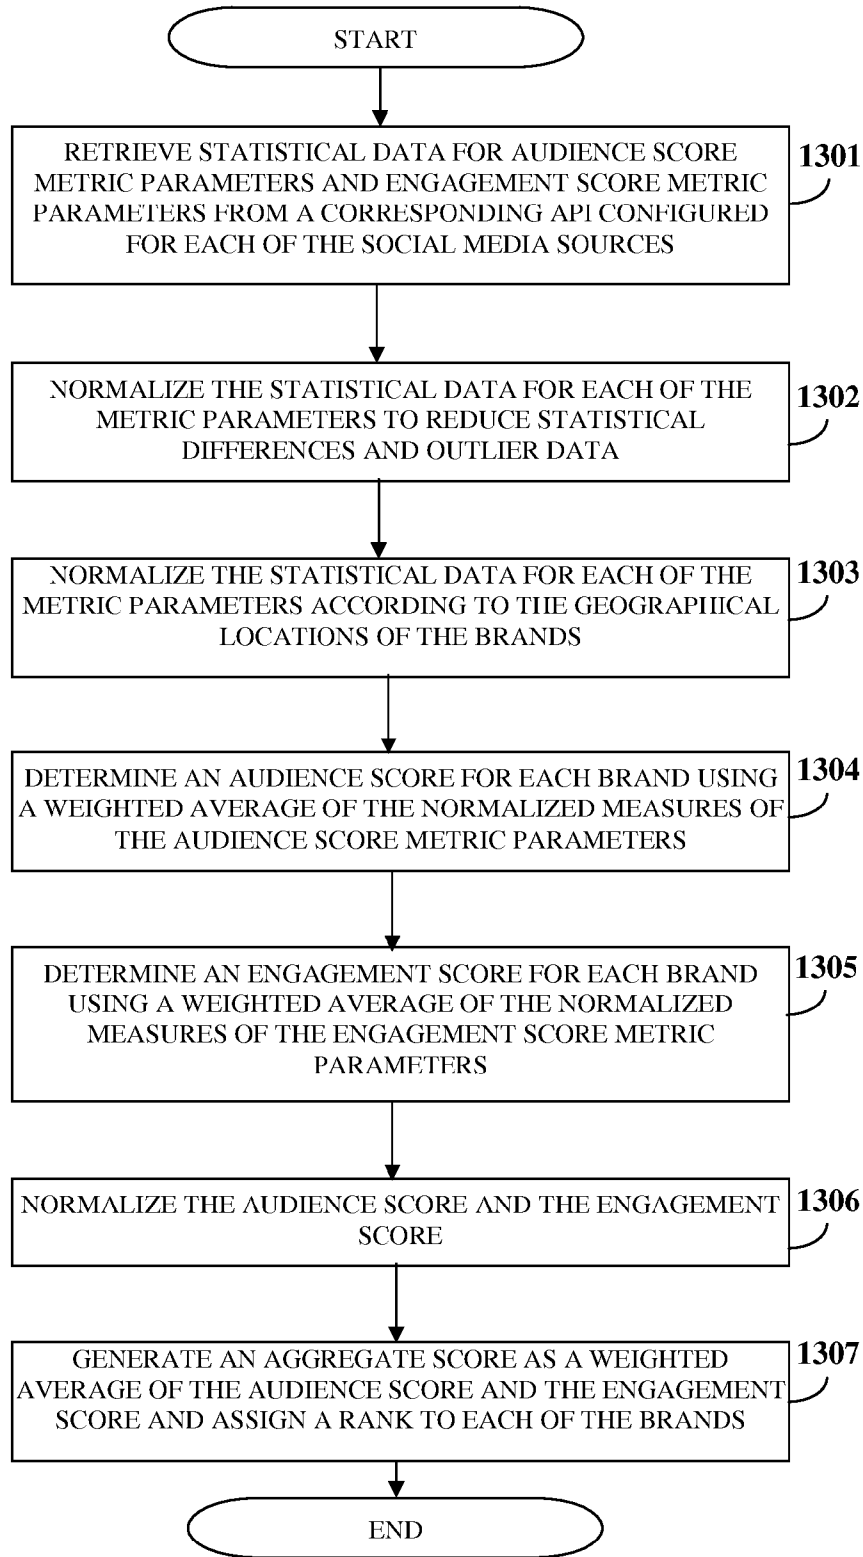 START
RETRIEVE STATISTICAL DATA FOR AUDIENCE SCORE
METRIC PARAMETERS AND ENGAGEMENT SCORE METRIC
PARAMETERS FROM A CORRESPONDING API CONFIGURED
FOR EACH OF THE SOCIAL MEDIA SOURCES
1301
NORMALIZE THE STATISTICAL DATA FOR EACH OF THE
METRIC PARAMETERS TO REDUCE STATISTICAL
DIFFERENCES AND OUTLIER DATA
1302
NORMALIZE THE STATISTICAL DATA FOR EACH OF THE
METRIC PARAMETERS ACCORDING TO THE GEOGRAPHICAL
LOCATIONS OF THE BRANDS
1303
DETERMINE AN AUDIENCE SCORE FOR EACH BRAND USING
A WEIGHTED AVERAGE OF THE NORMALIZED MEASURES OF
THE AUDIENCE SCORE METRIC PARAMETERS
1304
DETERMINE AN ENGAGEMENT SCORE FOR EACH BRAND
USING A WEIGHTED AVERAGE OF THE NORMALIZED
MEASURES OF THE ENGAGEMENT SCORE METRIC
PARAMETERS
1305
NORMALIZE THE AUDIENCE SCORE AND THE ENGAGEMENT
SCORE
1306
GENERATE AN AGGREGATE SCORE AS A WEIGHTED
AVERAGE OF THE AUDIENCE SCORE AND THE ENGAGEMENT
SCORE AND ASSIGN A RANK TO EACH OF THE BRANDS
1307
END